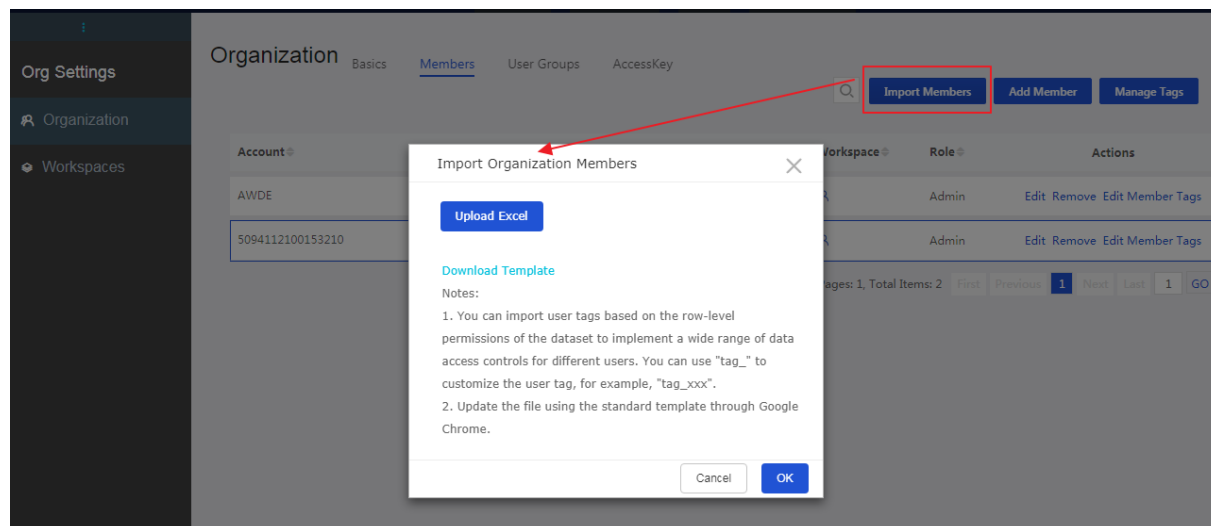 Org Settings
Organization
Workspaces
Organization Basics Members User Groups AccessKey
Import Members Add Member Manage Tags
Account Workspace Role Actions
AWDE Admin Edit Remove Edit Member Tags
5094112100153210 Admin Edit Remove Edit Member Tags
Pages: 1, Total Items: 2 First Previous 1 Next Last 1 GO
Import Organization Members
Upload Excel
Download Template
Notes:
1. You can import user tags based on the row-level
permissions of the dataset to implement a wide range of data
access controls for different users. You can use "tag_" to
customize the user tag, for example, "tag_xxx".
2. Update the file using the standard template through Google
Chrome.
Cancel OK